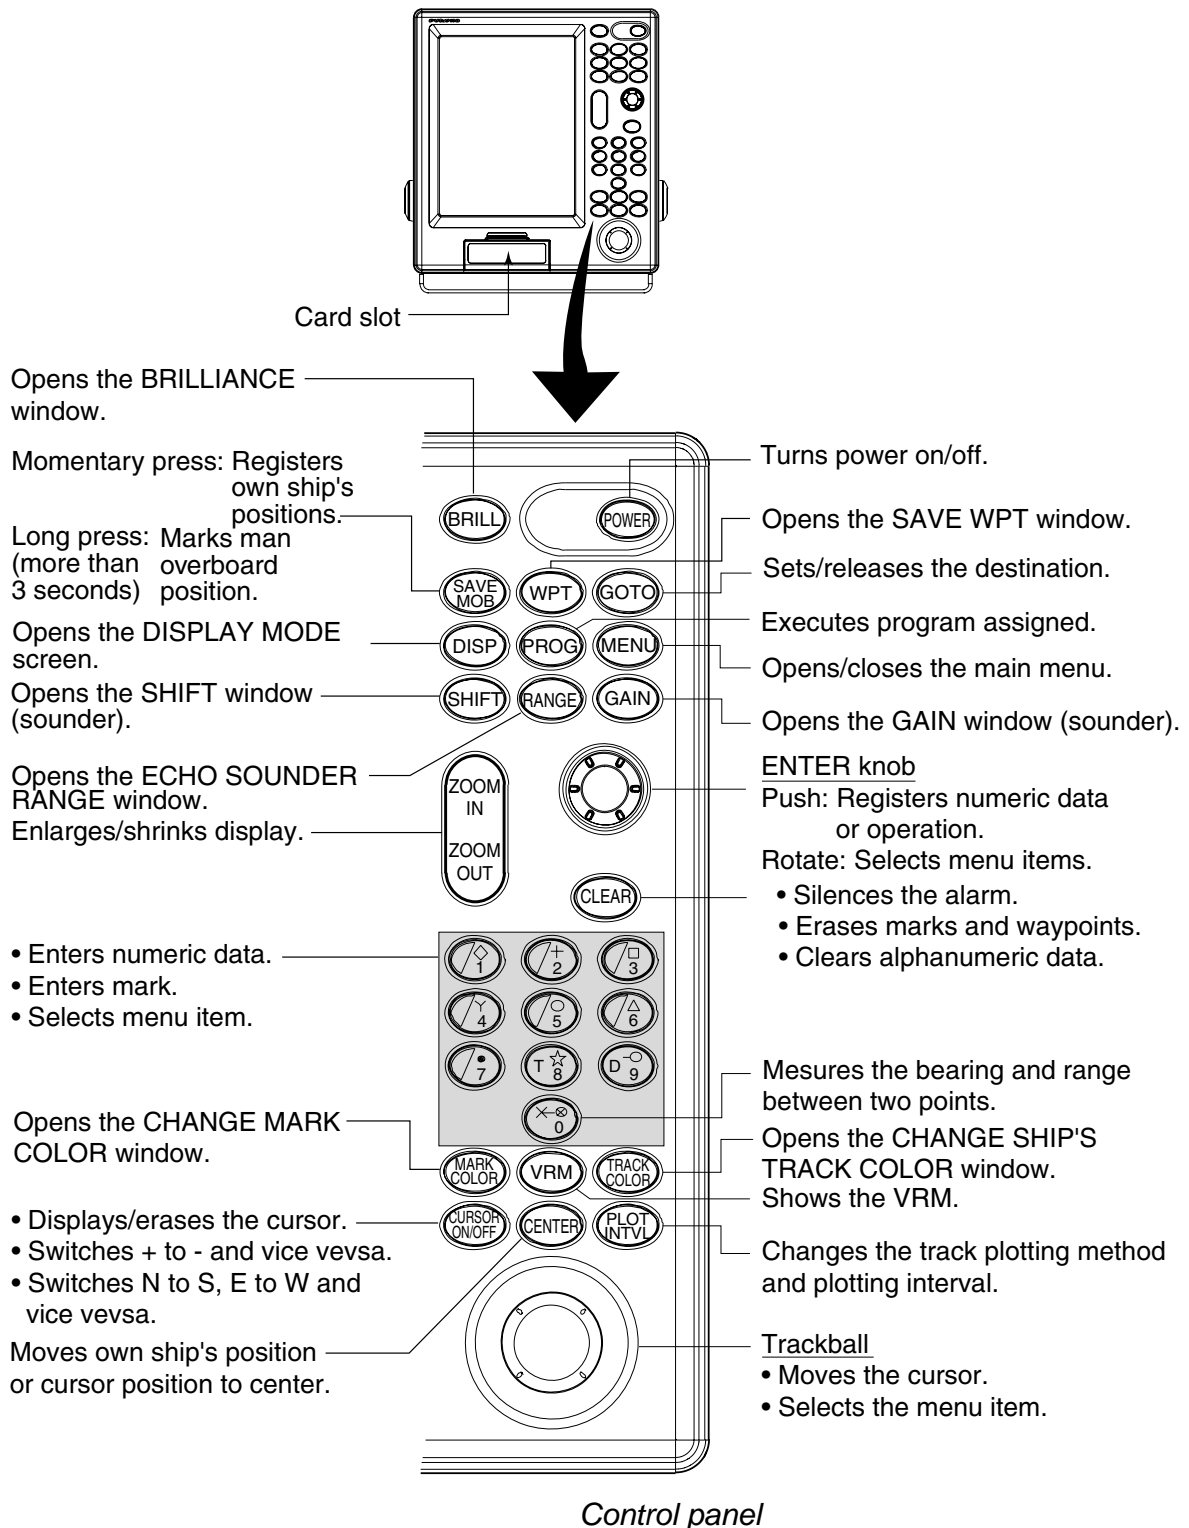 Card slot
Opens the BRILLIANCE
window.
Momentary press: Registers
own ship's
positions.
Long press: Marks man
(more than overboard
3 seconds) position.
Opens the DISPLAY MODE
screen.
Opens the SHIFT window
(sounder).
Opens the ECHO SOUNDER
RANGE window.
Enlarges/shrinks display.
• Enters numeric data.
• Enters mark.
• Selects menu item.
Opens the CHANGE MARK
COLOR window.
• Displays/erases the cursor.
• Switches + to - and vice vevsa.
• Switches N to S, E to W and
vice vevsa.
Moves own ship's position
or cursor position to center.
BRILL
POWER
SAVE
MOB
WPT
GOTO
DISP
PROG
MENU
SHIFT
RANGE
GAIN
ZOOM
IN
ZOOM
OUT
CLEAR
1
2
3
4
5
6
7
T 8
D 9
0
MARK
COLOR
VRM
TRACK
COLOR
CURSOR
ON/OFF
CENTER
PLOT
INTVL
Turns power on/off.
Opens the SAVE WPT window.
Sets/releases the destination.
Executes program assigned.
Opens/closes the main menu.
Opens the GAIN window (sounder).
ENTER knob
Push: Registers numeric data
or operation.
Rotate: Selects menu items.
• Silences the alarm.
• Erases marks and waypoints.
• Clears alphanumeric data.
Mesures the bearing and range
between two points.
Opens the CHANGE SHIP'S
TRACK COLOR window.
Shows the VRM.
Changes the track plotting method
and plotting interval.
Trackball
• Moves the cursor.
• Selects the menu item.
Control panel